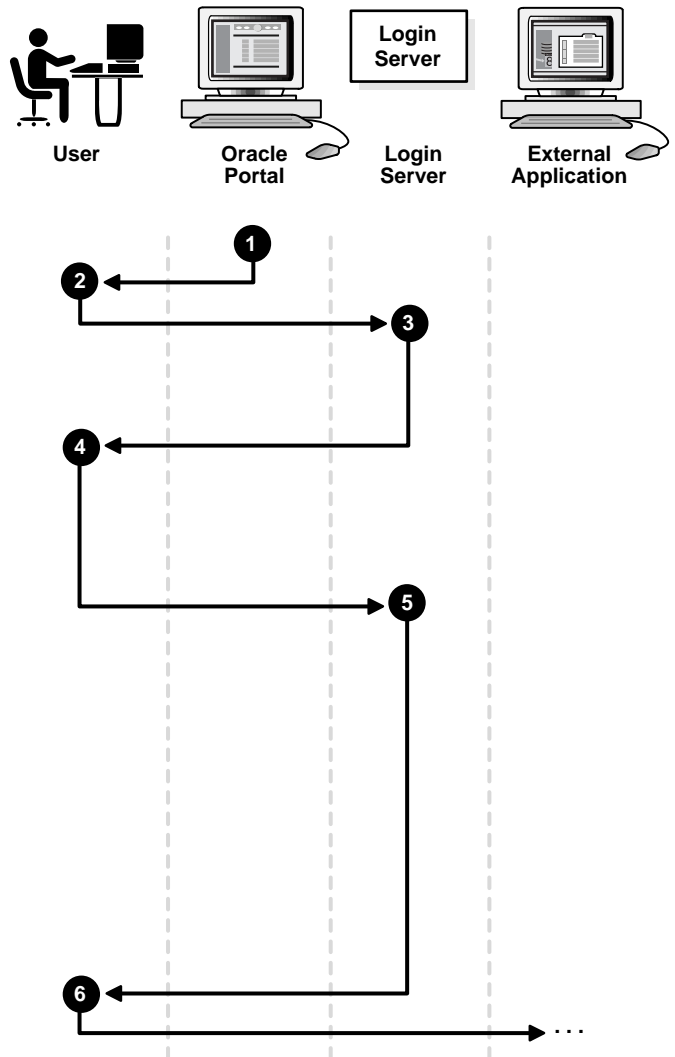 Login
Server
User
Oracle
Portal
Login
Server
External
Application
1
2
3
4
5
6
. . .